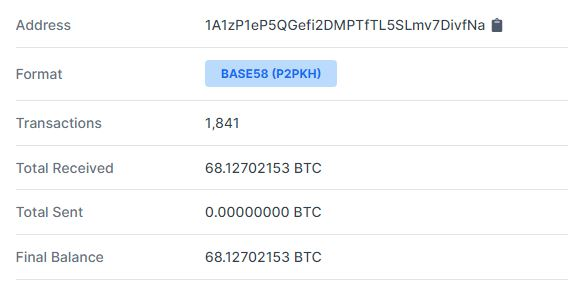 Address 1A1zP1eP5QGefi2DMPTfTL5SLmv7DivfNa
Format BASE58 (P2PKH)
Transactions 1,841
Total Received 68.12702153 BTC
Total Sent 0.00000000 BTC
Final Balance 68.12702153 BTC